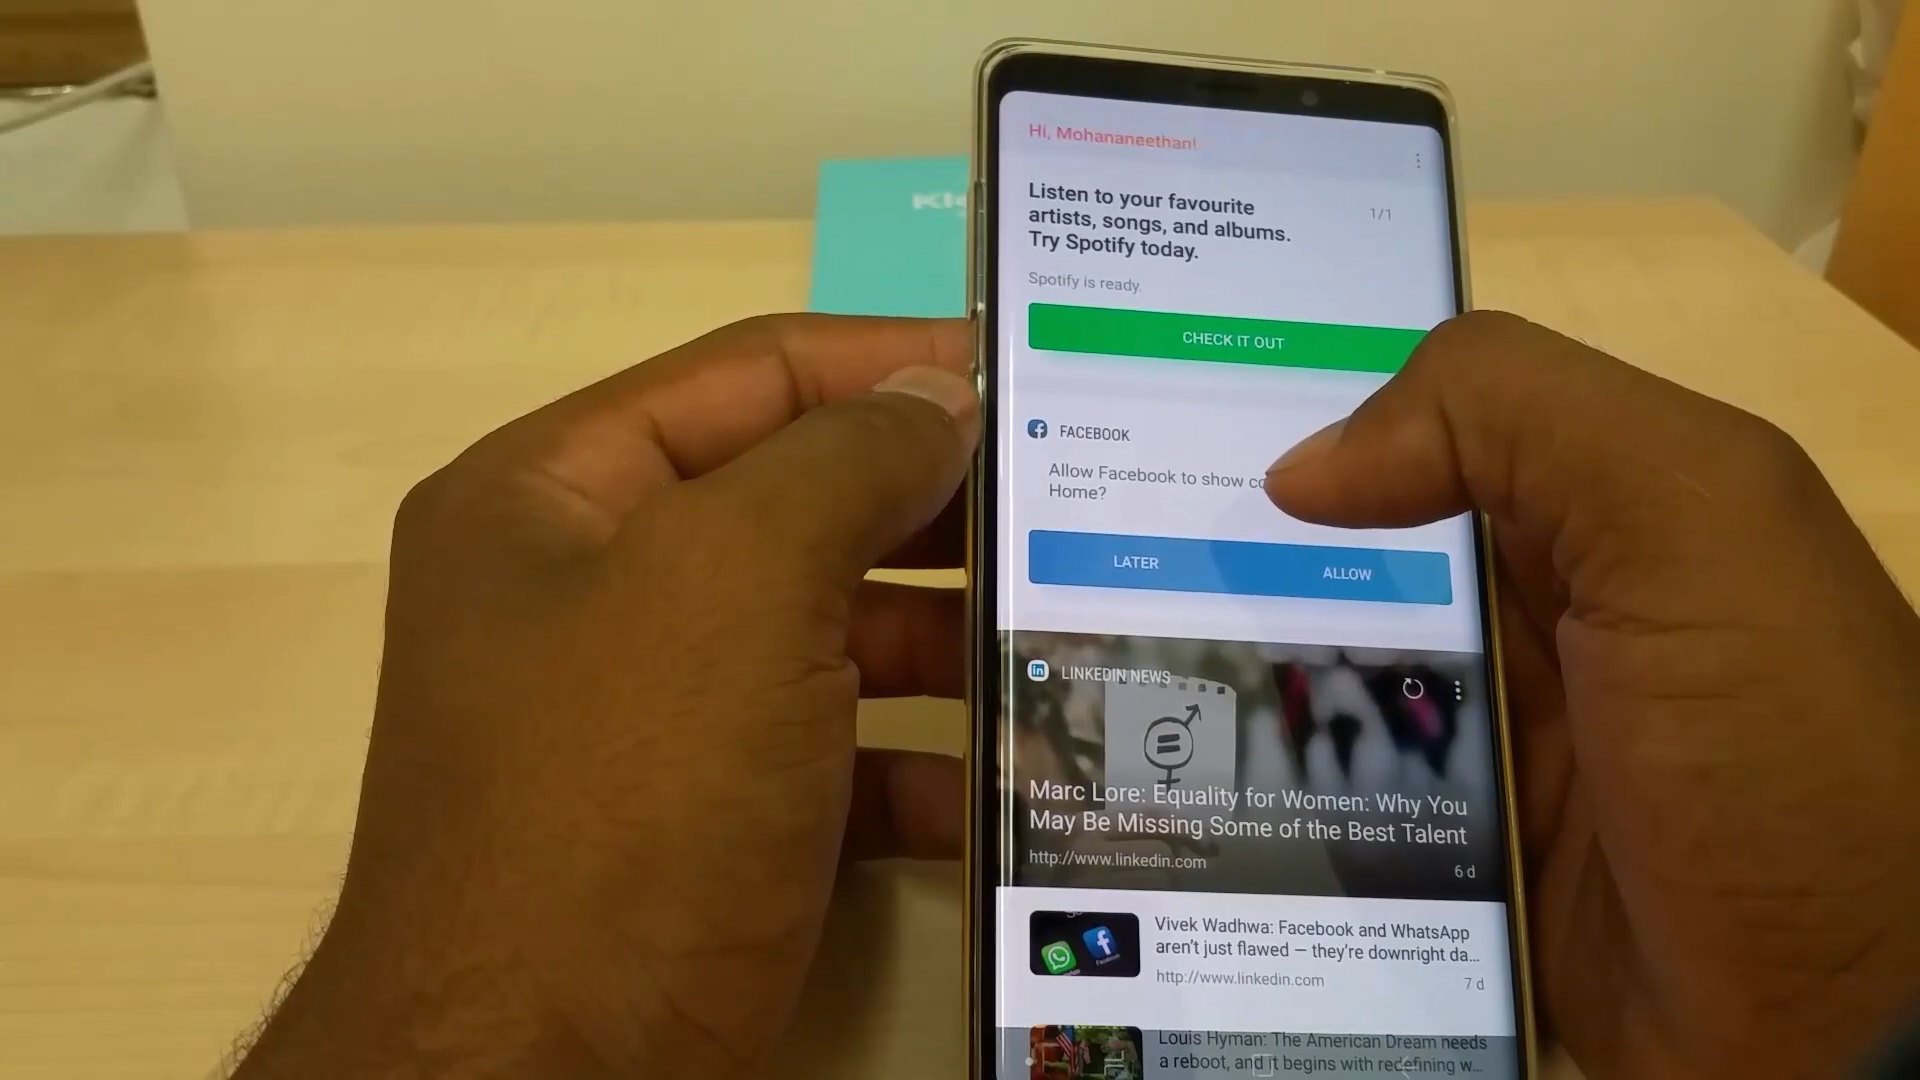 Hi, Mohananeethan!
Listen to your favourite
artists, songs, and albums.
Try Spotify today.
1/1
Spotify is ready.
CHECK IT OUT
FACEBOOK
Allow Facebook to show
Home?
LATER
ALLOW
LINKEDIN NEWS
Marc Lore: Equality for Women: Why You
May Be Missing Some of the Best Talent
http://www.linkedin.com
6 d
Vivek Wadhwa: Facebook and WhatsApp
aren't just flawed — they're downright da...
http://www.linkedin.com
7 d
Louis Hyman: The American Dream needs
a reboot, and it begins with redefining w...